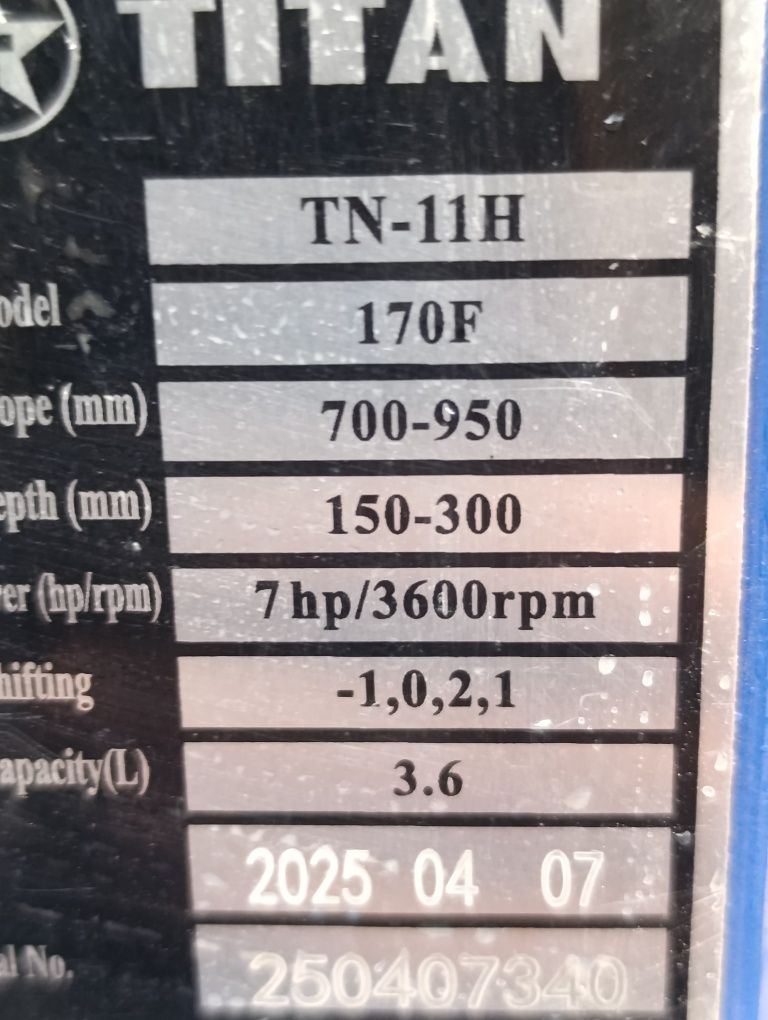 TITAN
TN-11H
odel 170F
ope (mm) 700-950
epth (mm) 150-300
er (hp/rpm) 7 hp/3600rpm
hifting -1,0,2,1
apacity(L) 3.6
2025 04 07
al No. 250407340